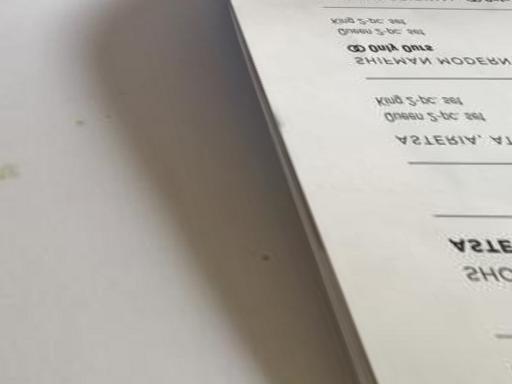 SHO
ASTE
ASTERIA, AT
Queen 2-pc. set
King 2-pc. set
SHIFMAN MODERN
Only Ours
Queen 2-pc. set
King 2-pc. set